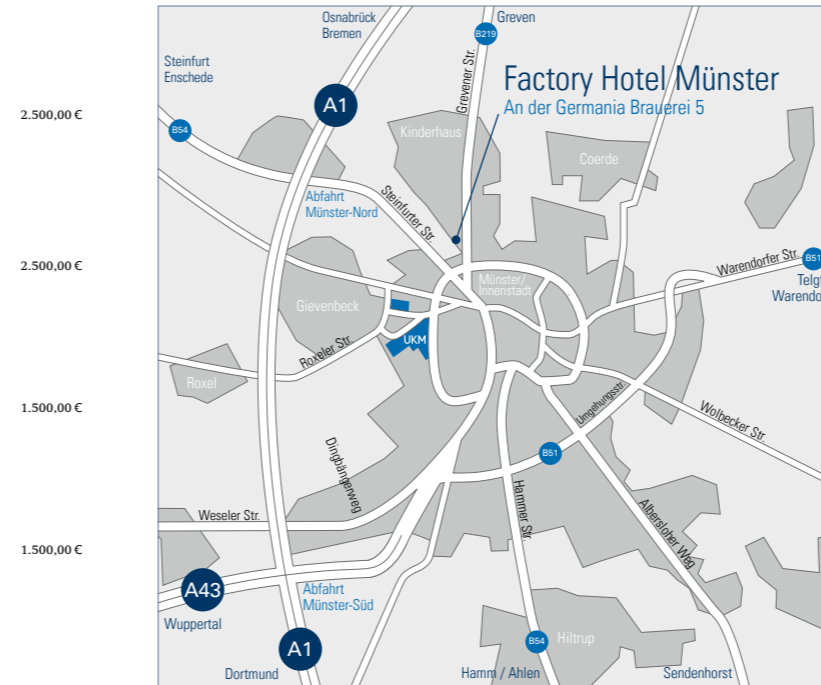 2.500,00 €
2.500,00 €
1.500,00 €
1.500,00 €
Osnabrück
Bremen
Greven
B219
Steinfurt
Enschede
A1
Grevener Str.
Factory Hotel Münster
An der Germania Brauerei 5
B54
Kinderhaus
Coerde
Abfahrt
Münster-Nord
Steinfurter Str.
Warendorfer Str.
B51
Münster/
Innenstadt
Telgt
Warendo
Gievenbeck
UKM
Roxeler Str.
Roxel
Umgehungsstr.
Wolbecker Str.
Dingbängerweg
B51
Weseler Str.
Hammer Str.
Albersloher Weg
A43
Abfahrt
Münster-Süd
Wuppertal
A1
B54
Hiltrup
Dortmund
Hamm / Ahlen
Sendenhorst